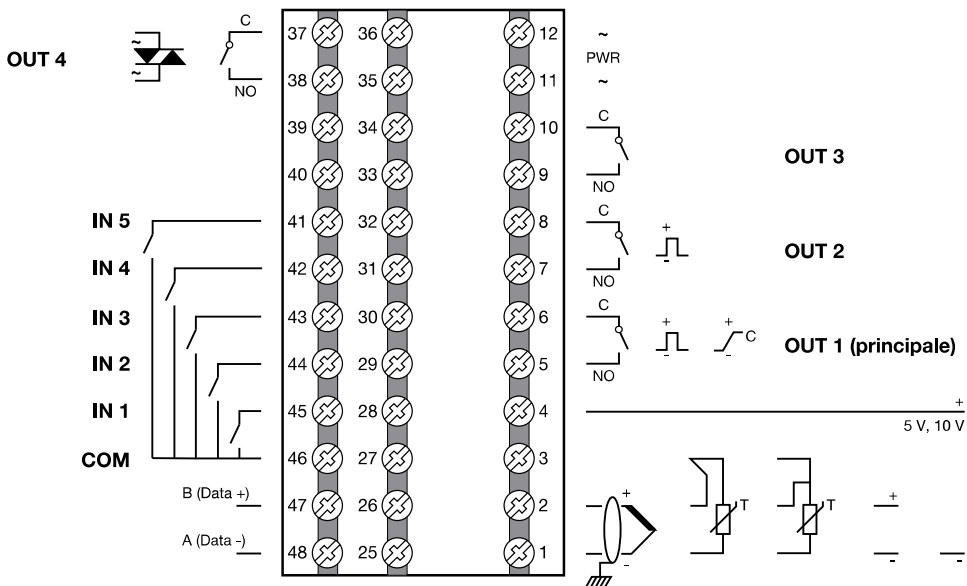 C 37 36 12 ~
OUT 4 ~ PWR
~ NO 38 35 11 ~
39 34 10 C
OUT 3
40 33 9 NO
IN 5 41 32 8 C
+
- OUT 2
IN 4 42 31 7 NO
IN 3 43 30 6 C
+ + C
- - OUT 1 (principale)
IN 2 44 29 5 NO
IN 1 45 28 4 +
5 V, 10 V
COM 46 27 3
B (Data +) 47 26 2 + T T +
A (Data -) 48 25 1 - - -